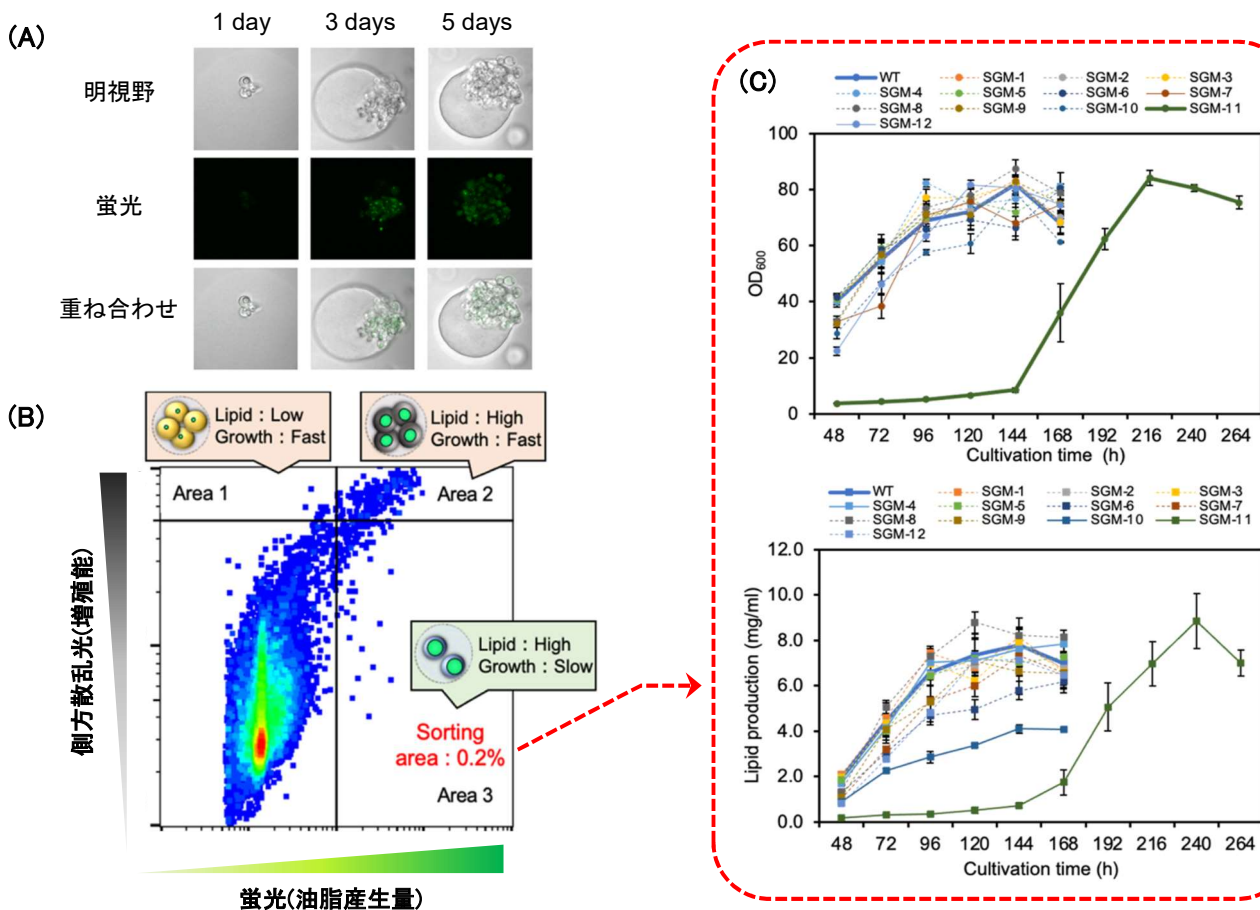 (A)
1 day 3 days 5 days
明視野
蛍光
重ね合わせ
(B)
Lipid：Low
Growth：Fast
Lipid：High
Growth：Fast
Area 1
Area 2
Lipid：High
Growth：Slow
Sorting
area : 0.2%
Area 3
側方散乱光(増殖能)
蛍光(油脂産生量)
(C)
WT SGM-1 SGM-2 SGM-3
SGM-4 SGM-5 SGM-6 SGM-7
SGM-8 SGM-9 SGM-10 SGM-11
SGM-12
100
80
60
40
20
0
OD600
48 72 96 120 144 168 192 216 240 264
Cultivation time (h)
WT SGM-1 SGM-2 SGM-3
SGM-4 SGM-5 SGM-6 SGM-7
SGM-8 SGM-9 SGM-10 SGM-11
SGM-12
12.0
10.0
8.0
6.0
4.0
2.0
0.0
Lipid production (mg/ml)
48 72 96 120 144 168 192 216 240 264
Cultivation time (h)